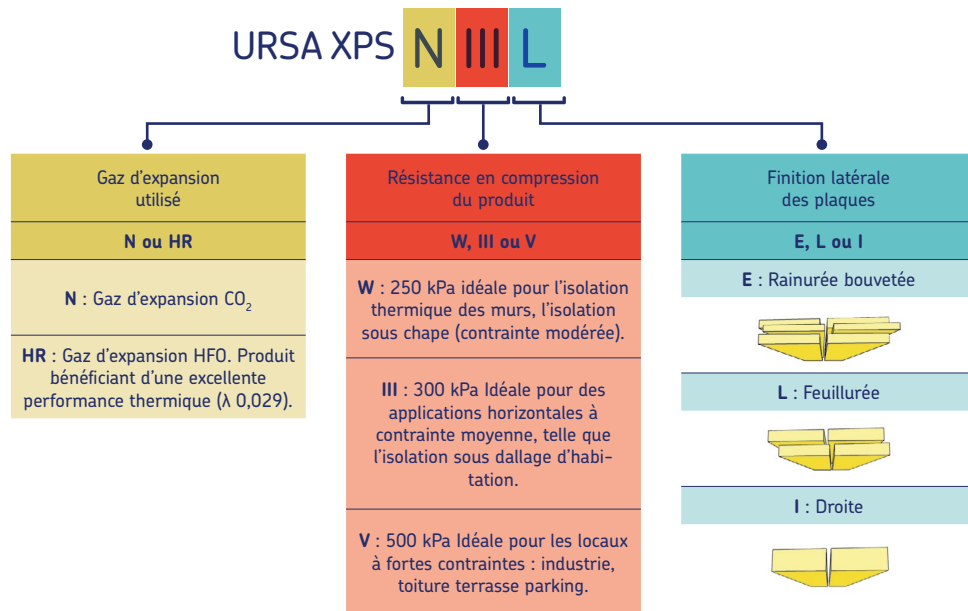 URSA XPS N III L
Gaz d'expansion
utilisé
N ou HR
N : Gaz d'expansion CO2
HR : Gaz d'expansion HFO. Produit
bénéficiant d'une excellente
performance thermique (λ 0,029).
Résistance en compression
du produit
W, III ou V
W : 250 kPa idéale pour l'isolation
thermique des murs, l'isolation
sous chape (contrainte modérée).
III : 300 kPa Idéale pour des
applications horizontales à
contrainte moyenne, telle que
l'isolation sous dallage d'habi-
tation.
V : 500 kPa Idéale pour les locaux
à fortes contraintes : industrie,
toiture terrasse parking.
Finition latérale
des plaques
E, L ou I
E : Rainurée bouvetée
L : Feuillurée
I : Droite